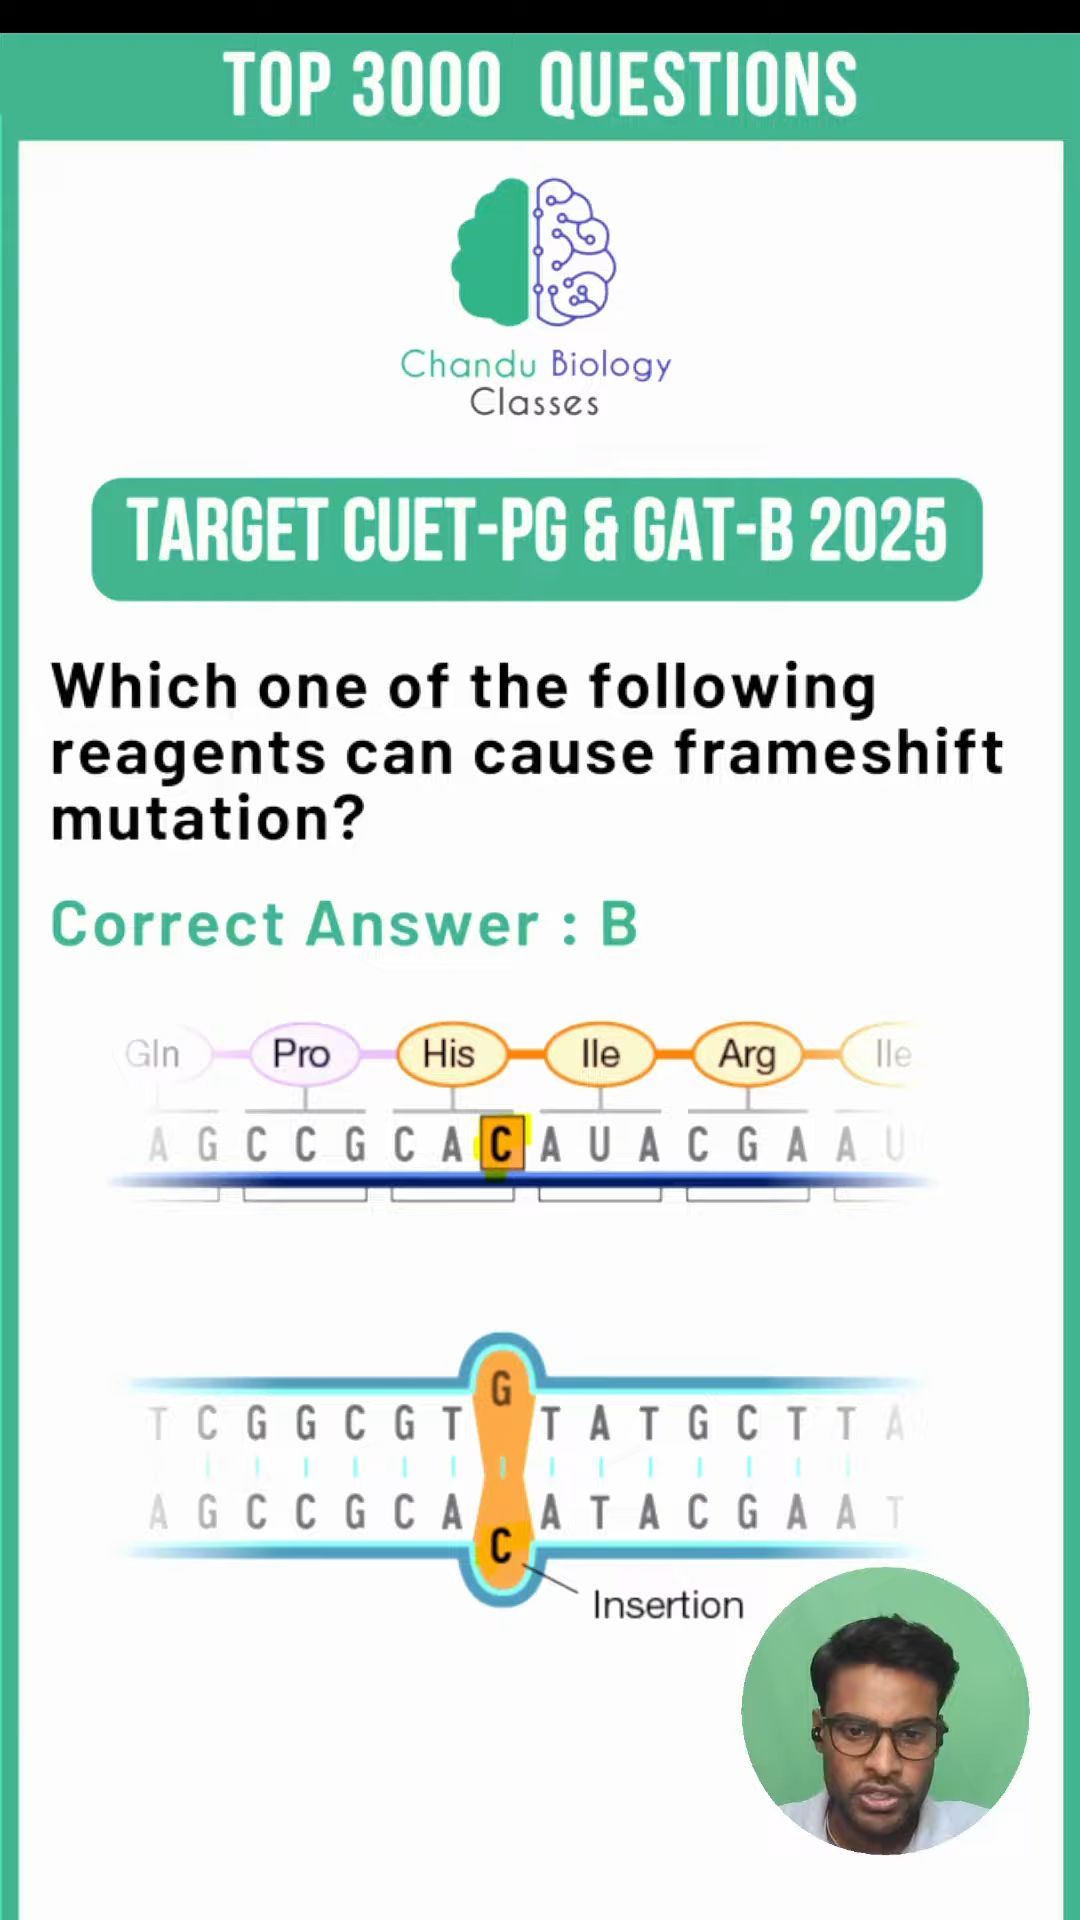 TOP 3000 QUESTIONS
Chandu Biology
Classes
TARGET CUET-PG & GAT-B 2025
Which one of the following
reagents can cause frameshift
mutation?
Correct Answer : B
Gln Pro His Ile Arg Ile
A G C C G C A C A U A C G A A U
G
T C G G C G T T A T G C T T A
A G C C G C A A T A C G A A T
C
Insertion